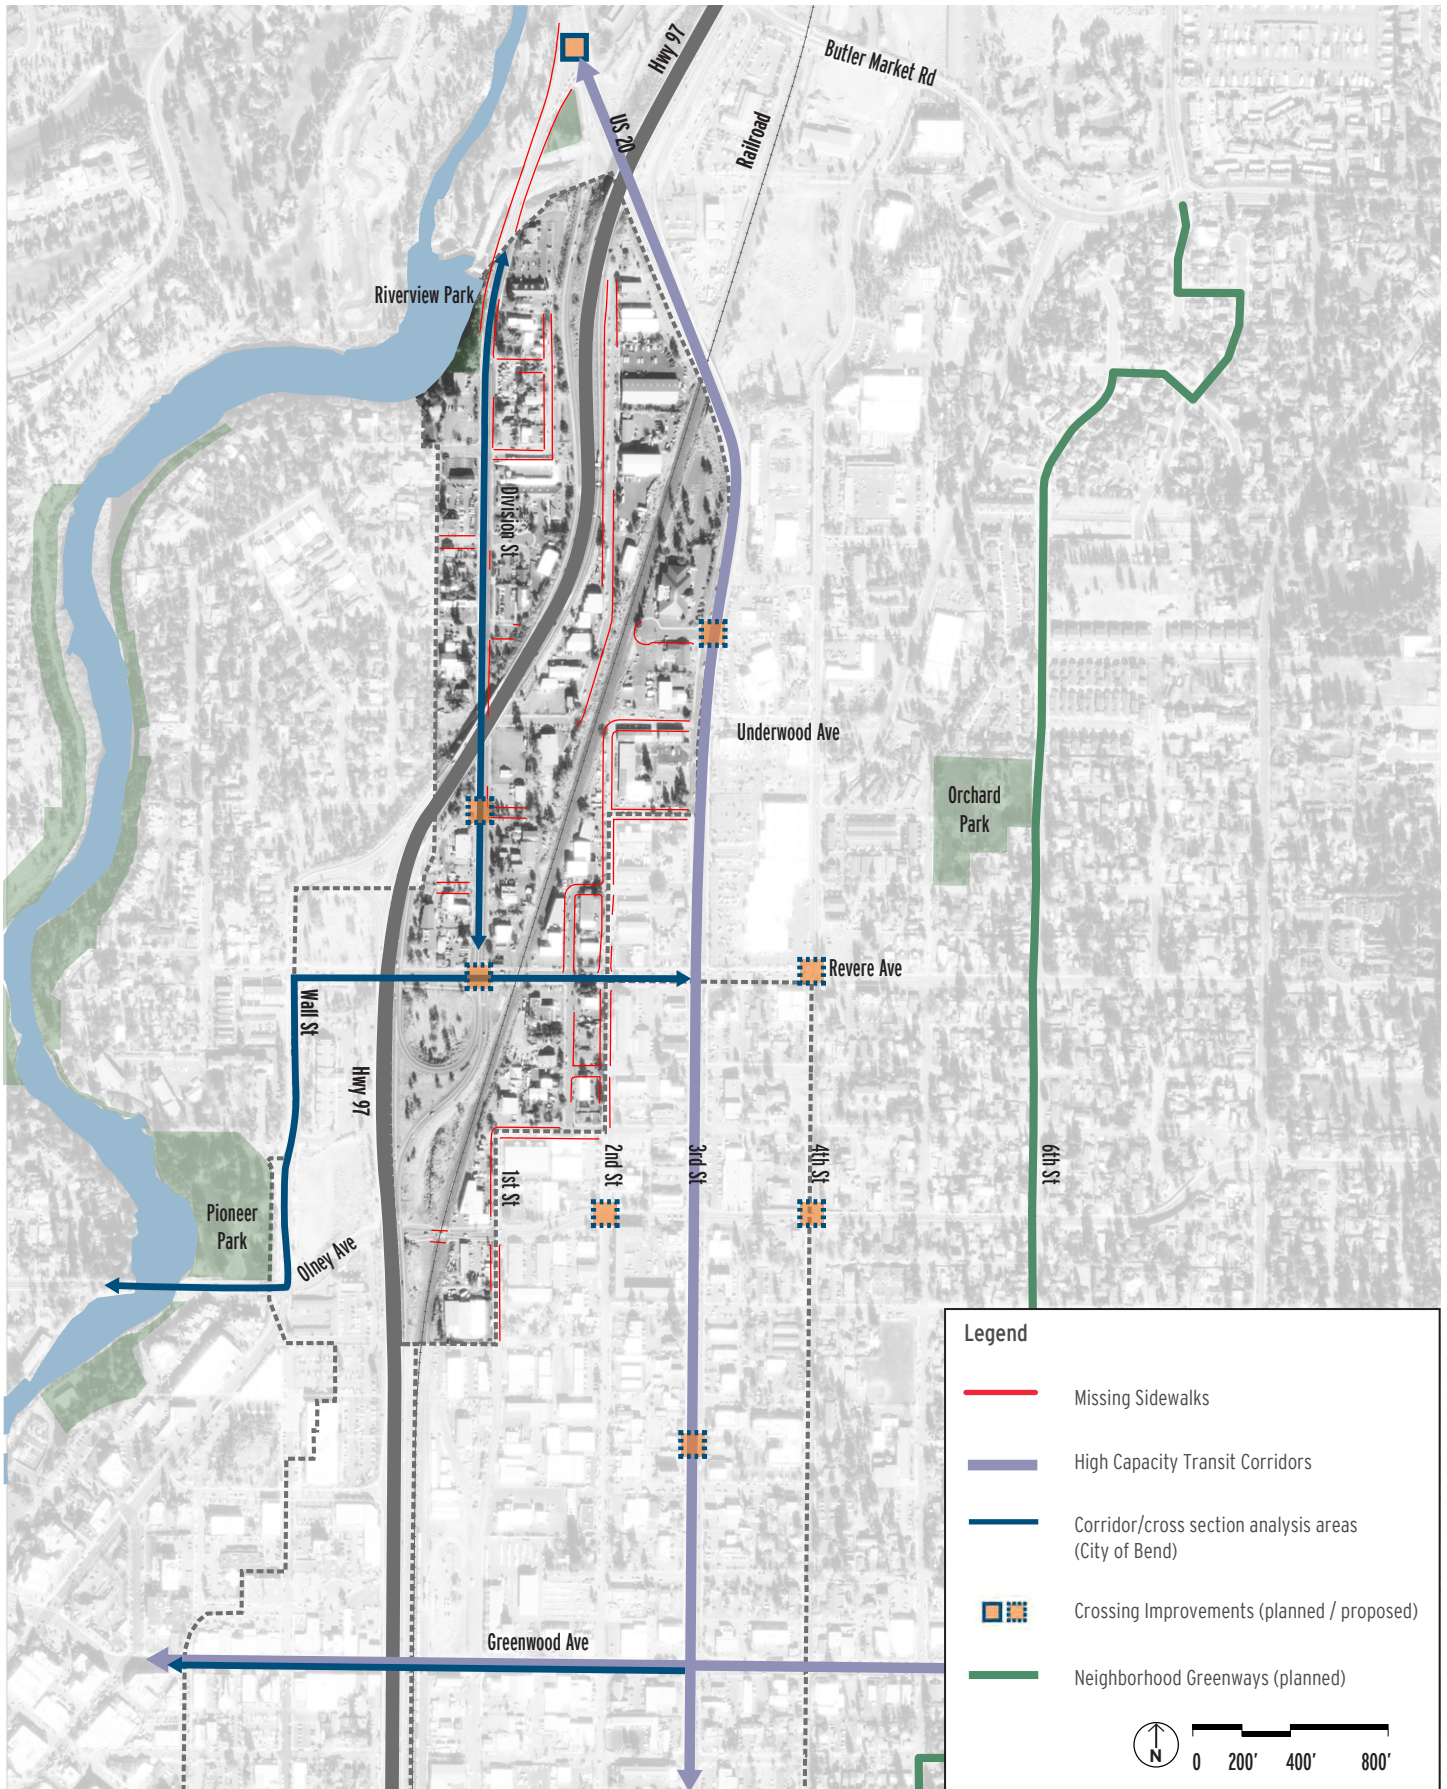 Hwy 97
Butler Market Rd
US 20
Railroad
Riverview Park
Division St
Underwood Ave
Orchard
Park
Revere Ave
Wall St
Hwy 97
2nd St
3rd St
4th St
6th St
1st St
Pioneer
Park
Olney Ave
Greenwood Ave
Legend
Missing Sidewalks
High Capacity Transit Corridors
Corridor/cross section analysis areas
(City of Bend)
Crossing Improvements (planned / proposed)
Neighborhood Greenways (planned)
N
0 200' 400' 800'